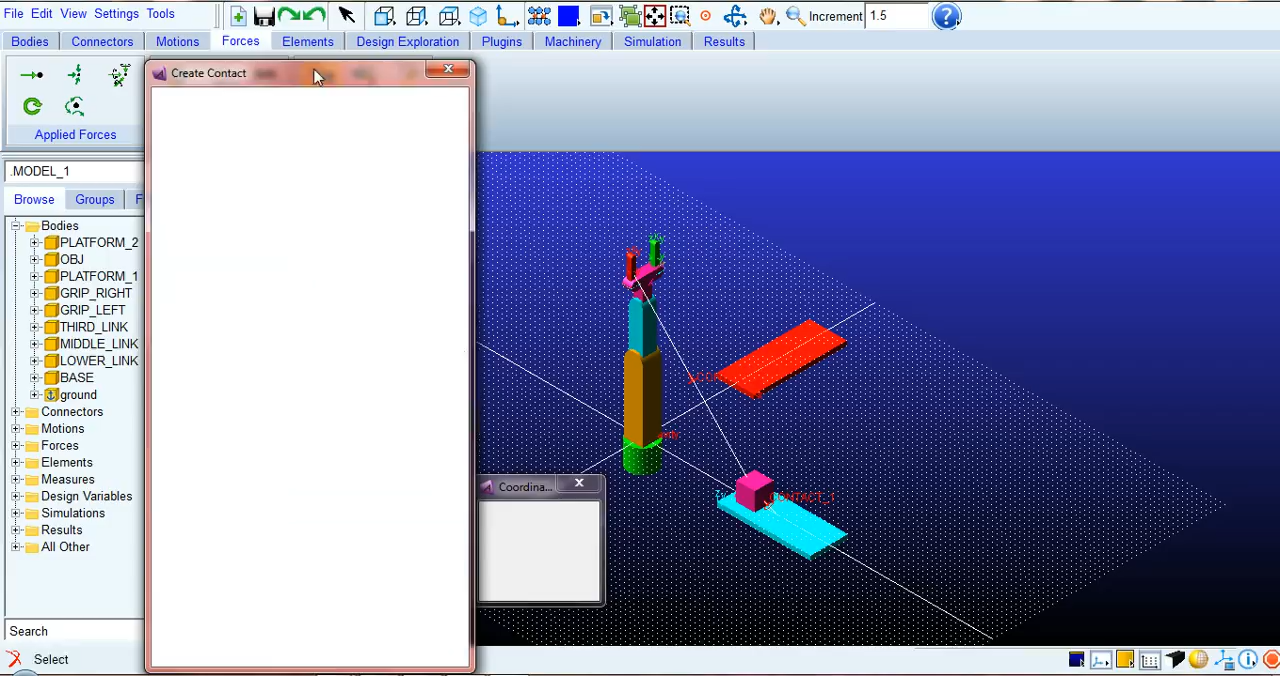 File Edit View Settings Tools
Increment 1.5
Bodies Connectors Motions Forces Elements Design Exploration Plugins Machinery Simulation Results
Create Contact
Applied Forces
.MODEL_1
Browse Groups F
Bodies
PLATFORM_2
OBJ
PLATFORM_1
GRIP_RIGHT
GRIP_LEFT
THIRD_LINK
MIDDLE_LINK
LOWER_LINK
BASE
ground
Connectors
Motions
Forces
Elements
Measures
Design Variables
Simulations
Results
All Other
Search
Select
Coordina...
CONTACT_1